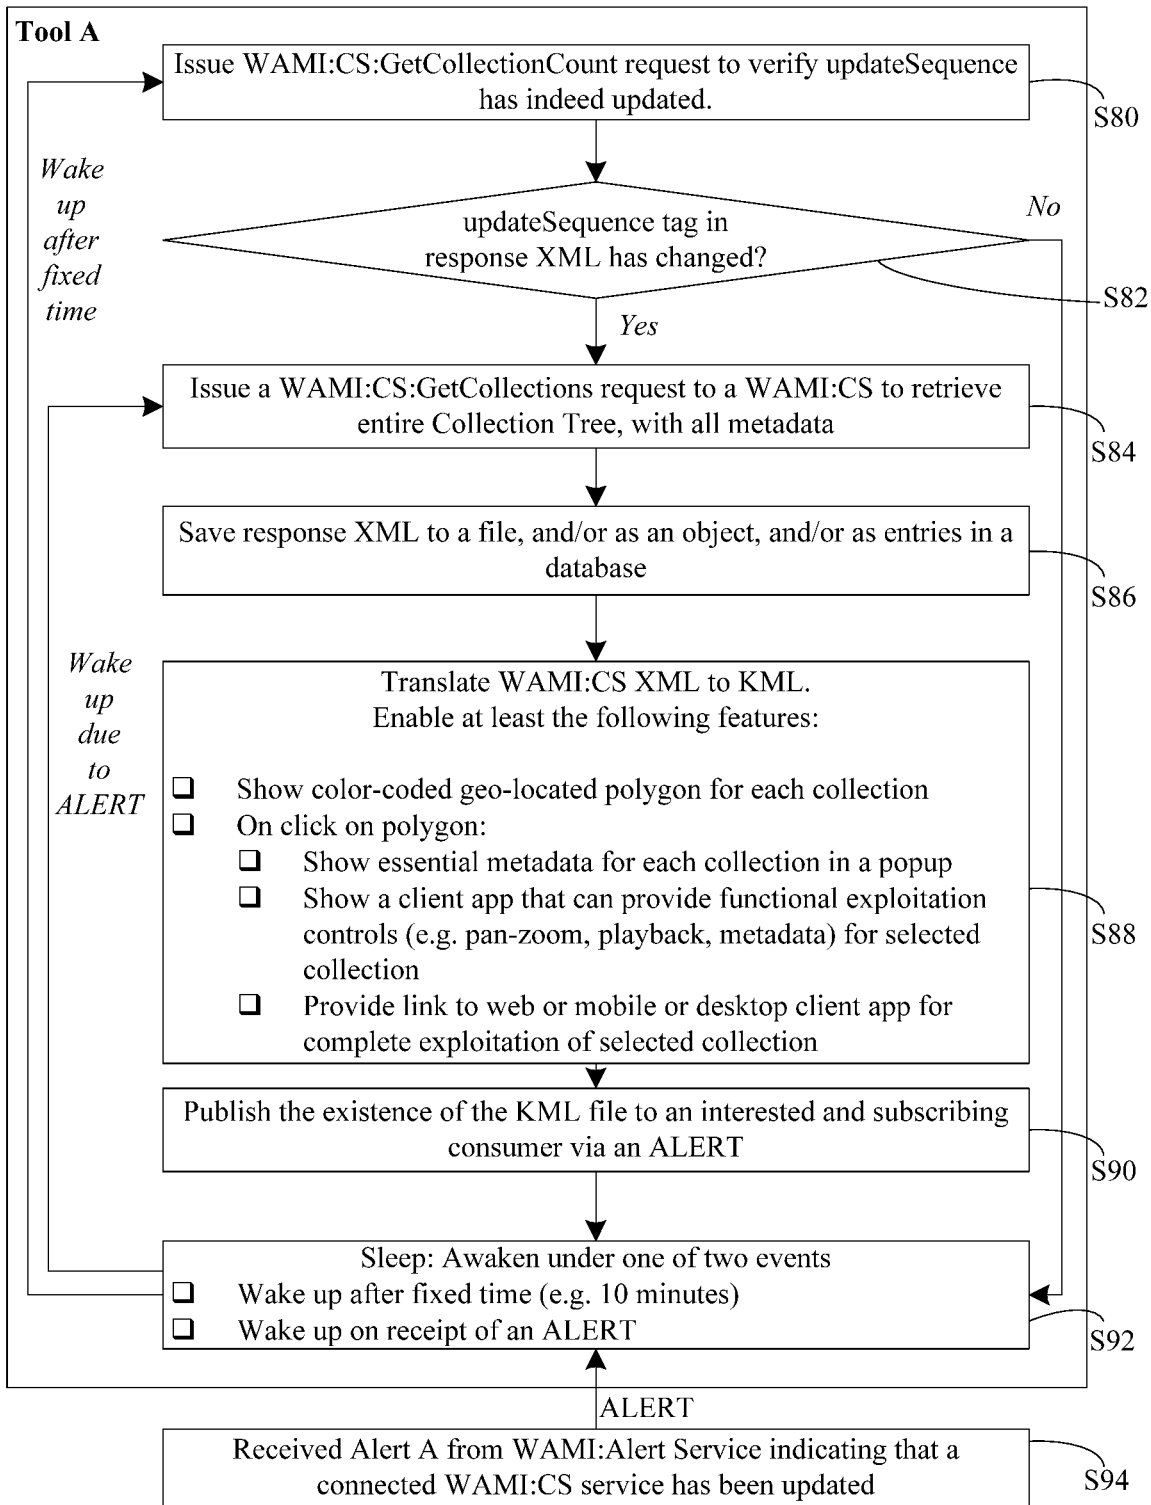 Tool A
Issue WAMI:CS:GetCollectionCount request to verify updateSequence
has indeed updated.
S80
Wake
up
after
fixed
time
updateSequence tag in
response XML has changed?
No
S82
Yes
Issue a WAMI:CS:GetCollections request to a WAMI:CS to retrieve
entire Collection Tree, with all metadata
S84
Save response XML to a file, and/or as an object, and/or as entries in a
database
S86
Wake
up
due
to
ALERT
Translate WAMI:CS XML to KML.
Enable at least the following features:
Show color-coded geo-located polygon for each collection
On click on polygon:
Show essential metadata for each collection in a popup
Show a client app that can provide functional exploitation
controls (e.g. pan-zoom, playback, metadata) for selected
collection
Provide link to web or mobile or desktop client app for
complete exploitation of selected collection
S88
Publish the existence of the KML file to an interested and subscribing
consumer via an ALERT
S90
Sleep: Awaken under one of two events
Wake up after fixed time (e.g. 10 minutes)
Wake up on receipt of an ALERT
S92
ALERT
Received Alert A from WAMI:Alert Service indicating that a
connected WAMI:CS service has been updated
S94